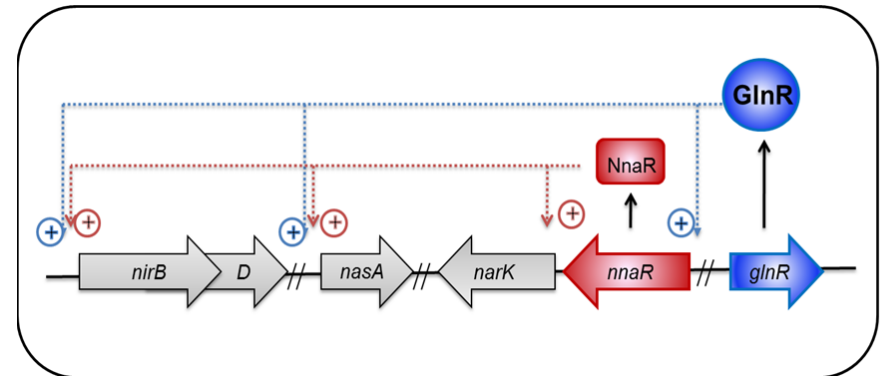 GlnR
NnaR
+ + + + + +
nirB D // nasA // narK nnaR // glnR